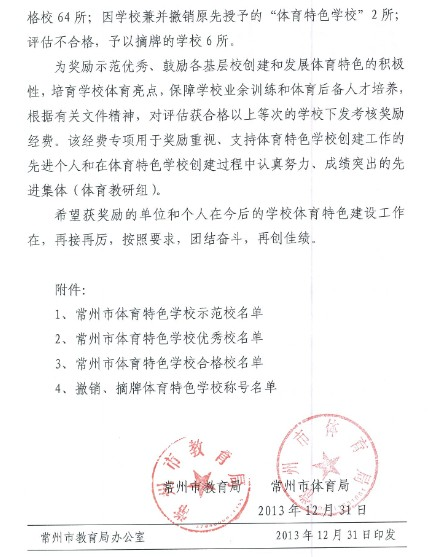 格校 64 所；因学校兼并撤销原先授予的“体育特色学校”2 所；
评估不合格，予以摘牌的学校 6 所。
为奖励示范优秀、鼓励各基层校创建和发展体育特色的积极
性，培育学校体育亮点，保障学校业余训练和体育后备人才培养，
根据有关文件精神，对评估获合格以上等次的学校下发考核奖励
经费。该经费专项用于奖励重视、支持体育特色学校创建工作的
先进个人和在体育特色学校创建过程中认真努力、成绩突出的先
进集体（体育教研组）。
希望获奖励的单位和个人在今后的学校体育特色建设工作
在，再接再厉，按照要求，团结奋斗，再创佳绩。
附件：
1、常州市体育特色学校示范校名单
2、常州市体育特色学校优秀校名单
3、常州市体育特色学校合格校名单
4、撤销、摘牌体育特色学校称号名单
常州市教育局
常州市体育局
常州市教育局 常州市体育局
2013 年 12 月 31 日
常州市教育局办公室 2013 年 12 月 31 日印发